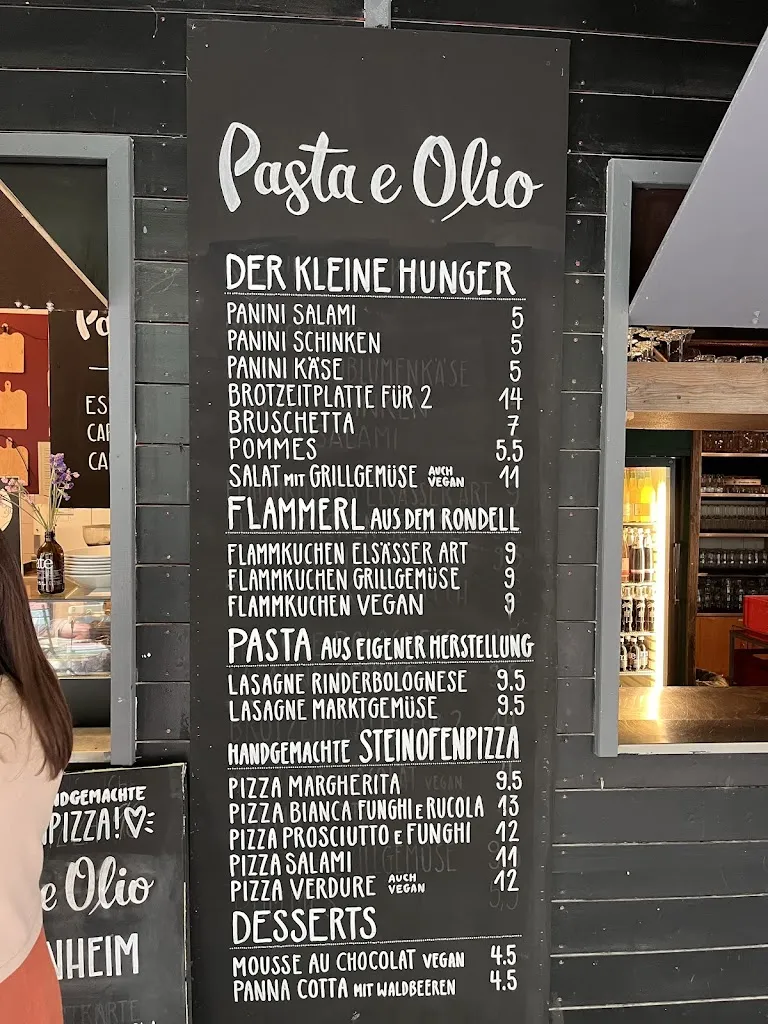 Pasta e Olio
DER KLEINE HUNGER
PANINI SALAMI 5
PANINI SCHINKEN 5
PANINI KÄSE 5
BROTZEITPLATTE FÜR 2 14
BRUSCHETTA 7
POMMES 5.5
SALAT MIT GRILLGEMÜSE AUCH VEGAN 11
FLAMMERL AUS DEM RONDELL
FLAMMKUCHEN ELSÄSSER ART 9
FLAMMKUCHEN GRILLGEMÜSE 9
FLAMMKUCHEN VEGAN 9
PASTA AUS EIGENER HERSTELLUNG
LASAGNE RINDERBOLOGNESE 9.5
LASAGNE MARKTGEMÜSE 9.5
HANDGEMACHTE STEINOFENPIZZA
PIZZA MARGHERITA 9.5
PIZZA BIANCA FUNGHI E RUCOLA 13
PIZZA PROSCIUTTO E FUNGHI 12
PIZZA SALAMI 11
PIZZA VERDURE AUCH VEGAN 12
DESSERTS
MOUSSE AU CHOCOLAT VEGAN 4.5
PANNA COTTA MIT WALDBEEREN 4.5
NDGEMACHTE
PIZZA!
e Olio
NHEIM